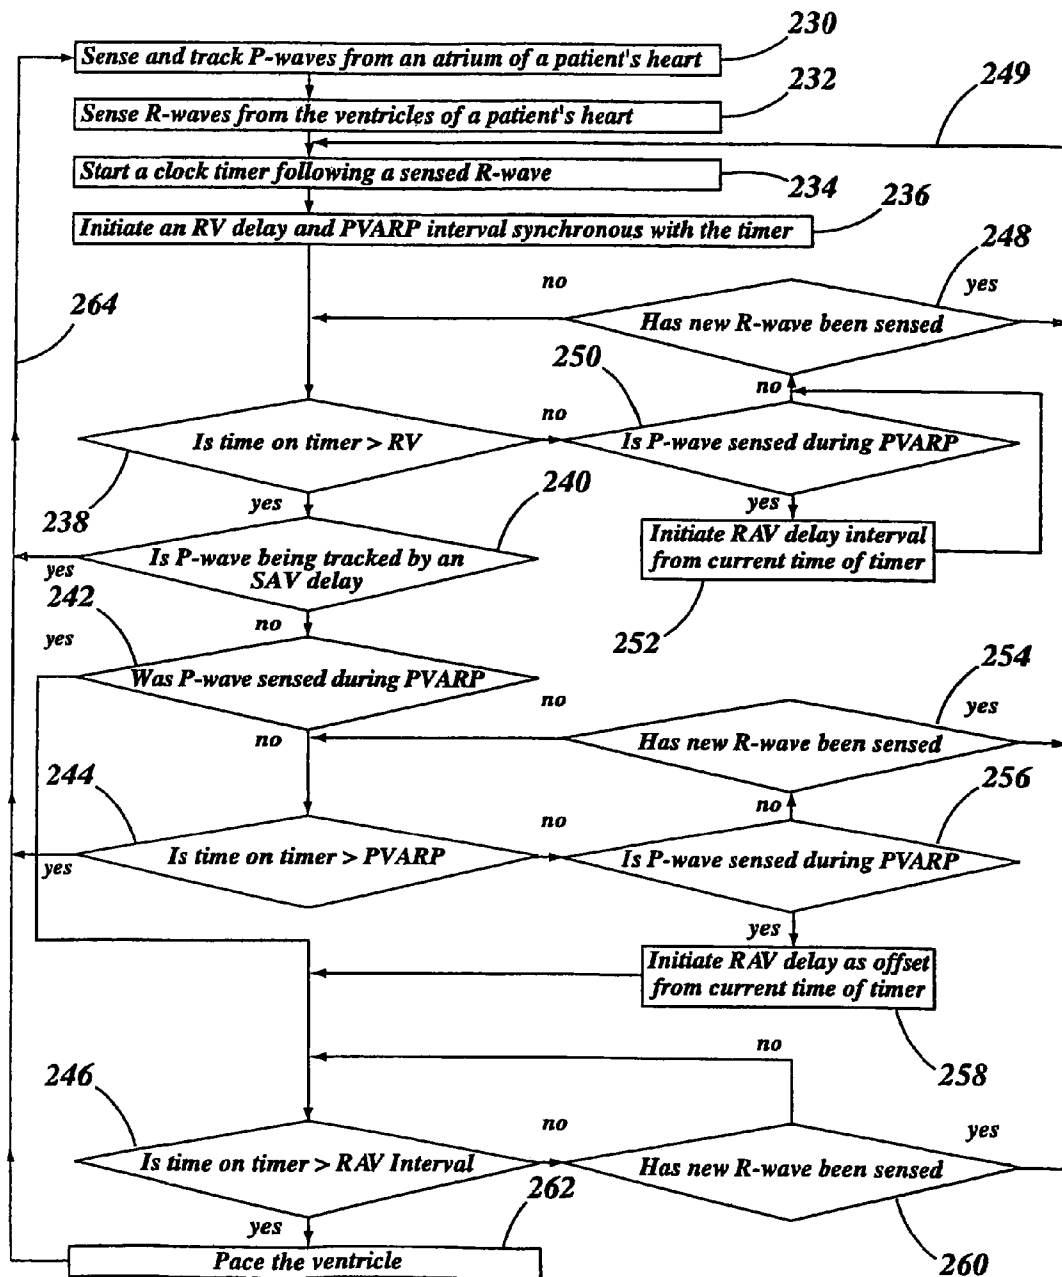 230
Sense and track P-waves from an atrium of a patient's heart
232
249
Sense R-waves from the ventricles of a patient's heart
Start a clock timer following a sensed R-wave
234
236
Initiate an RV delay and PVARP interval synchronous with the timer
248
no
yes
264
Has new R-wave been sensed
250
no
no
Is time on timer > RV
Is P-wave sensed during PVARP
238
yes
240
yes
Is P-wave being tracked by an
SAV delay
yes
Initiate RAV delay interval
from current time of timer
242
no
252
yes
254
Was P-wave sensed during PVARP
no
yes
no
Has new R-wave been sensed
244
256
no
no
Is time on timer > PVARP
Is P-wave sensed during PVARP
yes
yes
Initiate RAV delay as offset
from current time of timer
no
258
246
no
yes
Is time on timer > RAV Interval
Has new R-wave been sensed
262
yes
260
Pace the ventricle